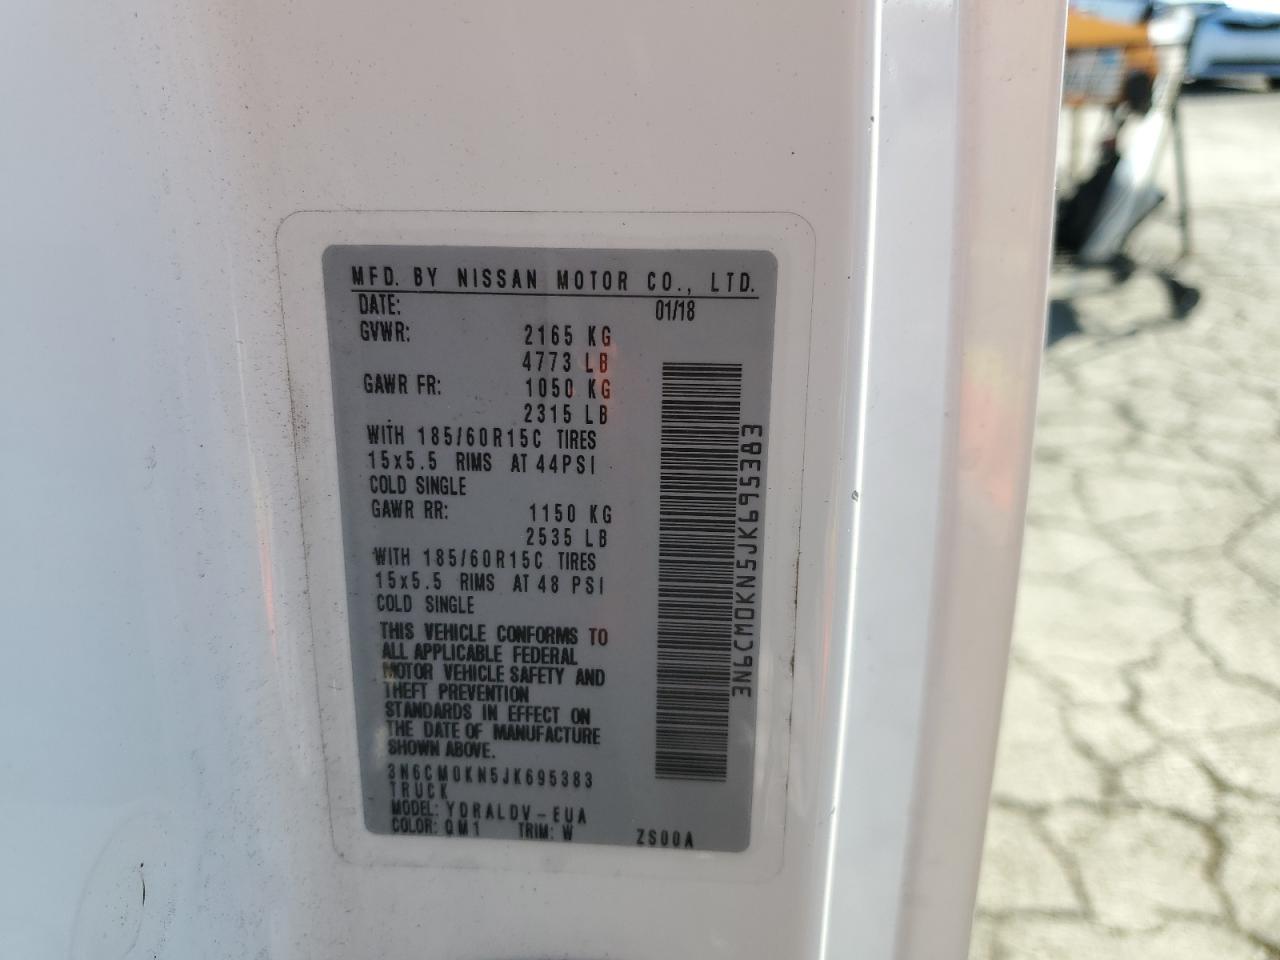 MFD. BY NISSAN MOTOR CO., LTD.
DATE: 01/18
GVWR: 2165 KG
4773 LB
GAWR FR: 1050 KG
2315 LB
WITH 185/60R15C TIRES
15x5.5 RIMS AT 44PSI
COLD SINGLE
GAWR RR: 1150 KG
2535 LB
WITH 185/60R15C TIRES
15x5.5 RIMS AT 48 PSI
COLD SINGLE
THIS VEHICLE CONFORMS TO
ALL APPLICABLE FEDERAL
MOTOR VEHICLE SAFETY AND
THEFT PREVENTION
STANDARDS IN EFFECT ON
THE DATE OF MANUFACTURE
SHOWN ABOVE.
3N6CM0KN5JK695383
TRUCK
MODEL: YDRALDV-EUA
COLOR: QM1 TRIM: W ZS00A
3N6CM0KN5JK695383